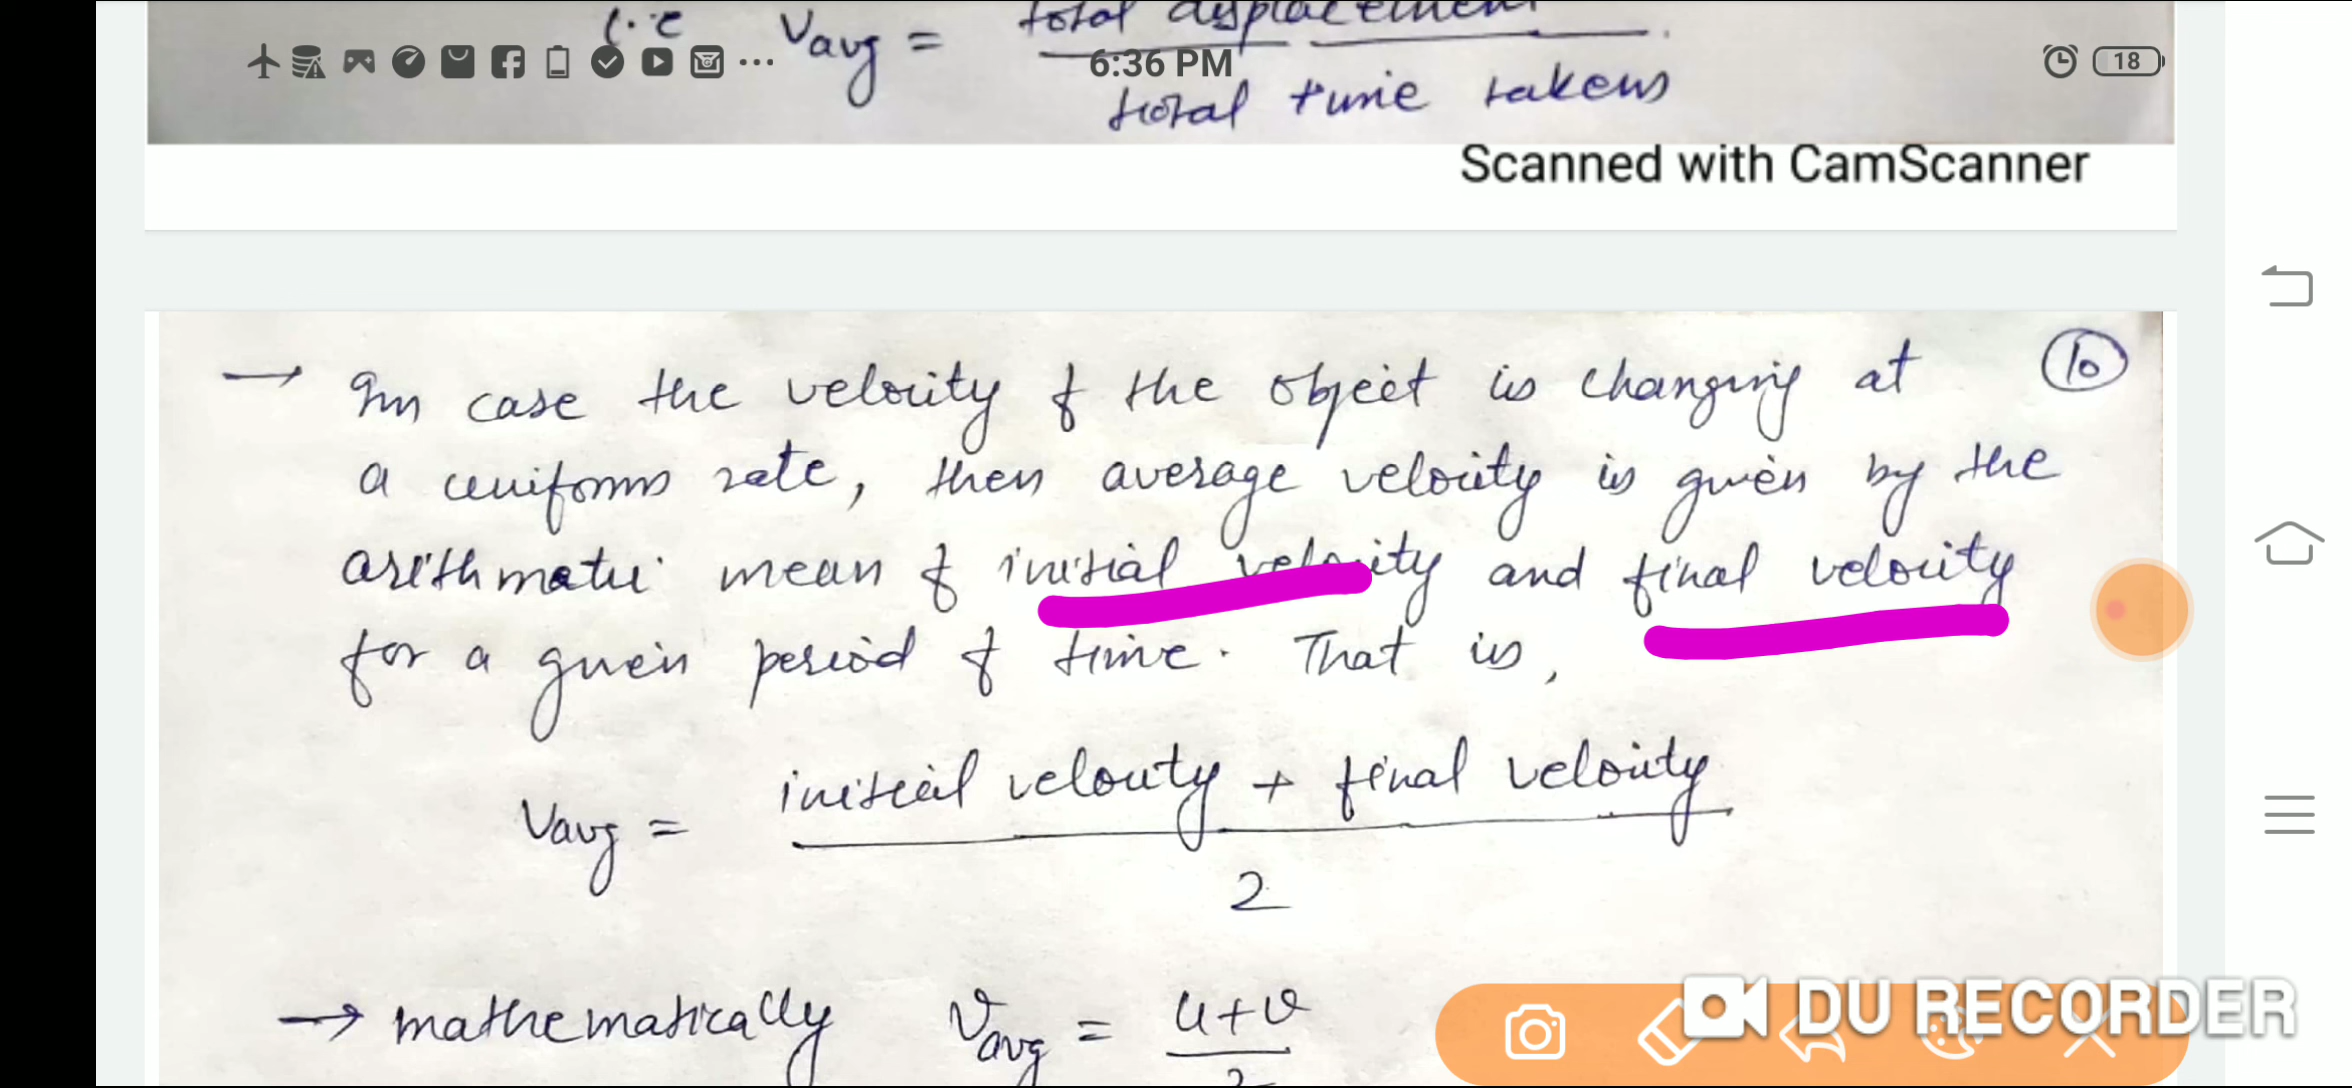 i.e Vavg = total displacement
6:36 PM
18
total time taken
Scanned with CamScanner
→ In case the velocity of the object is changing at
10
a uniform rate, then average velocity is given by the
arithmatic mean of initial velocity and final velocity
for a given period of time. That is,
Vavg = initial velocity + final velocity
2
→ mathematically Vavg = u+v
2
DU RECORDER